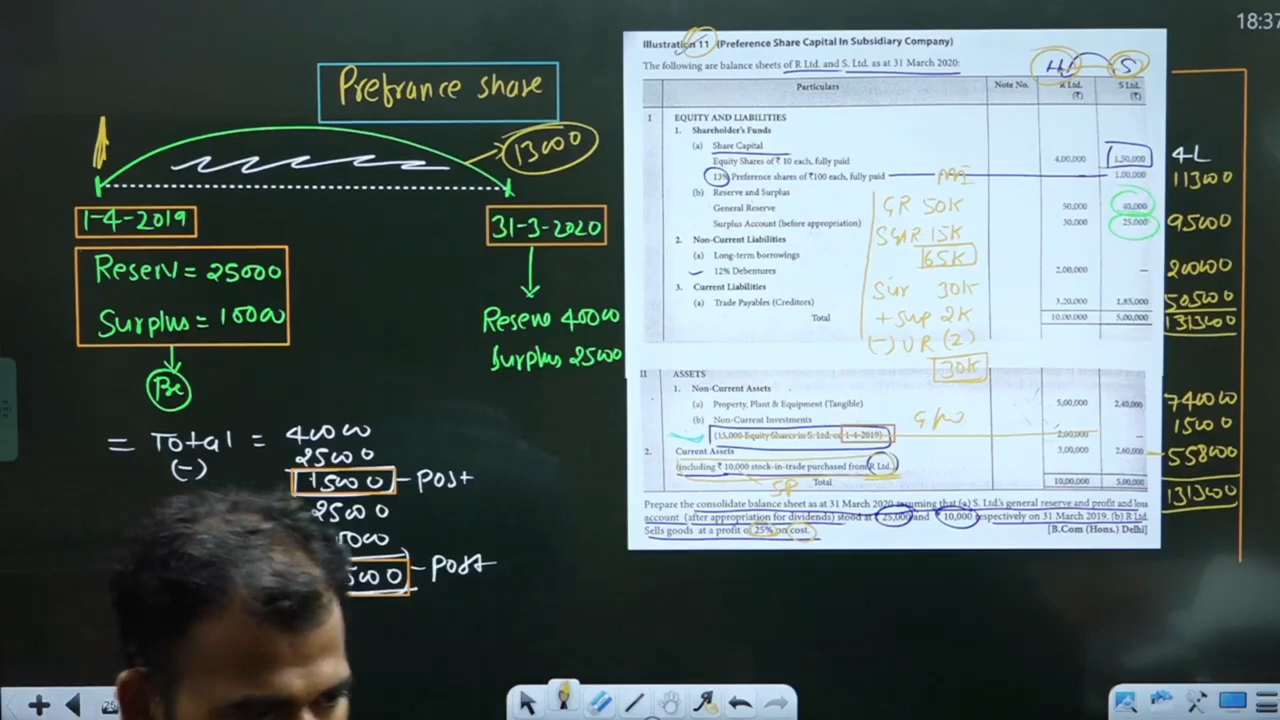 18:37
Prefrance share
13000
1-4-2019
31-3-2020
Reserv = 25000
Surplus = 10000
Reserve 40000
Surplus 25000
= Total = 40000
(-) 25000
15000 - Post
25000
5000 - Post
Illustration 11 (Preference Share Capital In Subsidiary Company)
The following are balance sheets of R Ltd. and S. Ltd. as at 31 March 2020:
H S
Particulars Note No. R Ltd. (₹) S Ltd. (₹)
I EQUITY AND LIABILITIES
1. Shareholder's Funds
(a) Share Capital
Equity Shares of ₹ 10 each, fully paid 4,00,000 1,50,000
13% Preference shares of ₹100 each, fully paid 1,00,000
(b) Reserve and Surplus
General Reserve 50,000 40,000
Surplus Account (before appropriation) 30,000 25,000
2. Non-Current Liabilities
(a) Long-term borrowings
12% Debentures 2,00,000 —
3. Current Liabilities
(a) Trade Payables (Creditors) 3,20,000 1,85,000
Total 10,00,000 5,00,000
GR 50K
SGR 15K
65K
Sur 30K
+ Sup 2K
(-) UR (2)
30K
II ASSETS
1. Non-Current Assets
(a) Property, Plant & Equipment (Tangible) 5,00,000 2,40,000
(b) Non-Current Investments
(15,000 Equity Shares in S. Ltd. on 1-4-2019) 2,00,000 —
2. Current Assets 3,00,000 2,60,000
(including ₹ 10,000 stock-in-trade purchased from R Ltd.)
SP
Total 10,00,000 5,00,000
Prepare the consolidate balance sheet as at 31 March 2020 assuming that (a) S. Ltd's general reserve and profit and loss
account (after appropriation for dividends) stood at ₹ 25,000 and ₹ 10,000 respectively on 31 March 2019. (b) R Ltd.
Sells goods at a profit of 25% on cost. [B.Com (Hons.) Delhi]
4L
113000
95000
200000
505000
1313000
740000
15000
558000
1313000